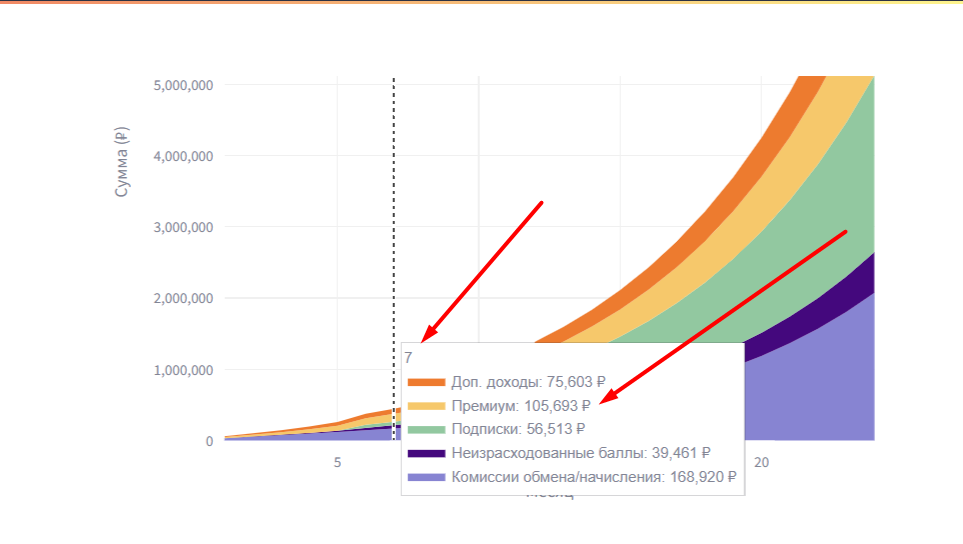 5,000,000
4,000,000
3,000,000
2,000,000
1,000,000
0
Сумма (₽)
7
Доп. доходы: 75,603 ₽
Премиум: 105,693 ₽
Подписки: 56,513 ₽
Неизрасходованные баллы: 39,461 ₽
Комиссии обмена/начисления: 168,920 ₽
5
20
Месяц